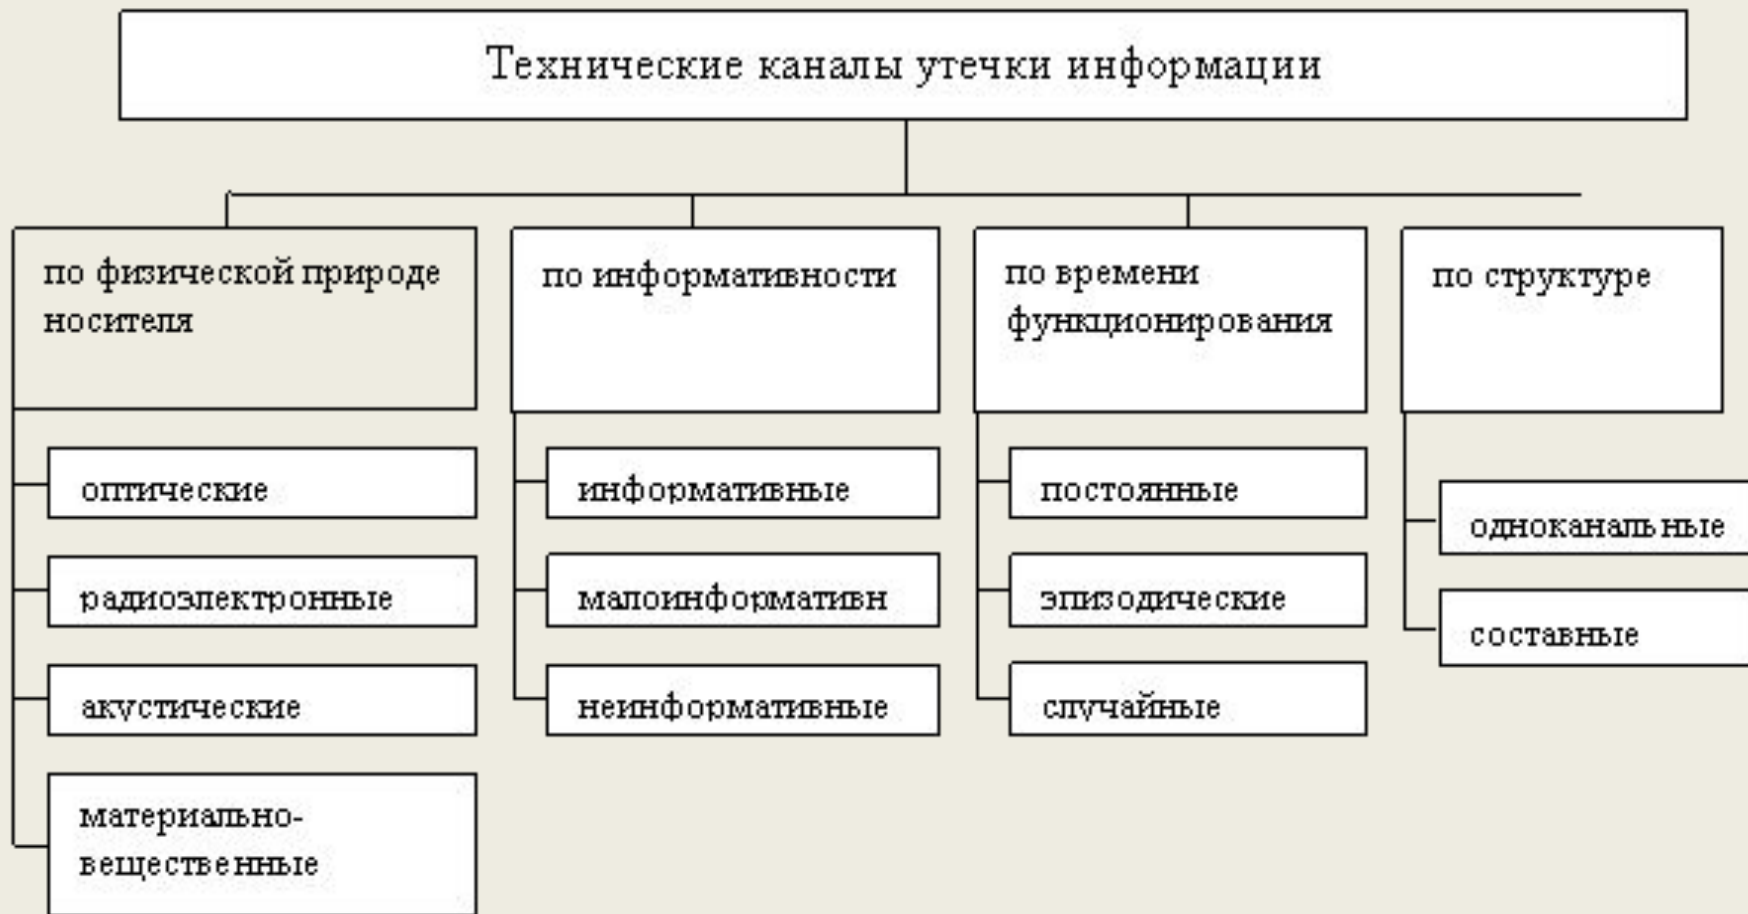 Технические каналы утечки информации
по физической природе
носителя
оптические
радиоэлектронные
акустические
материально-
вещественные
по информативности
информативные
малоинформативн
неинформативные
по времени
функционирования
постоянные
эпизодические
случайные
по структуре
одноканальные
составные